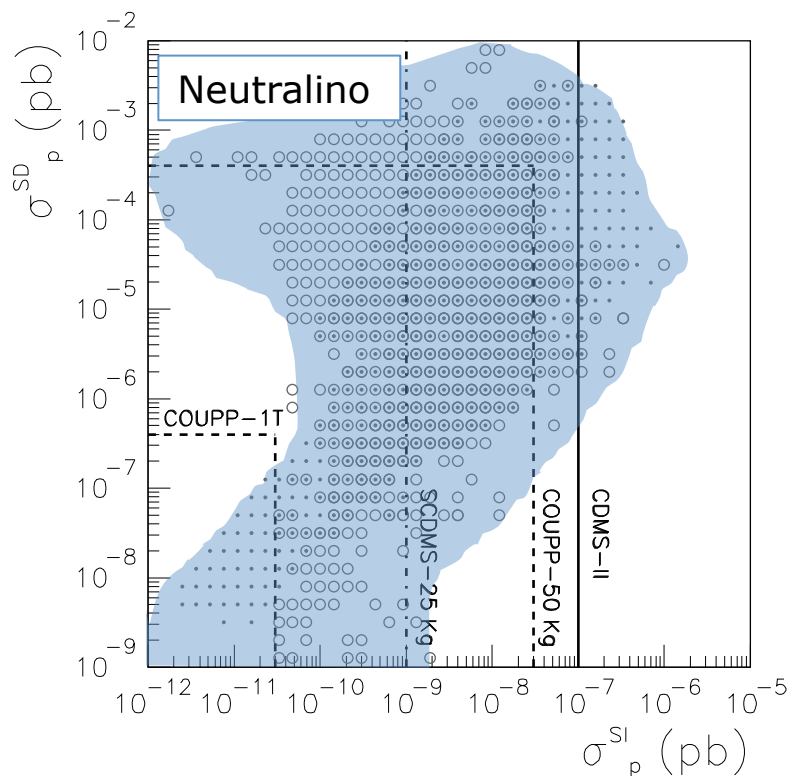 10^-2
Neutralino
10^-3
10^-4
10^-5
10^-6
10^-7
10^-8
10^-9
σ^SD_p (pb)
COUPP-1T
SCDMS-25 Kg
COUPP-50 Kg
CDMS-II
10^-12 10^-11 10^-10 10^-9 10^-8 10^-7 10^-6 10^-5
σ^SI_p (pb)